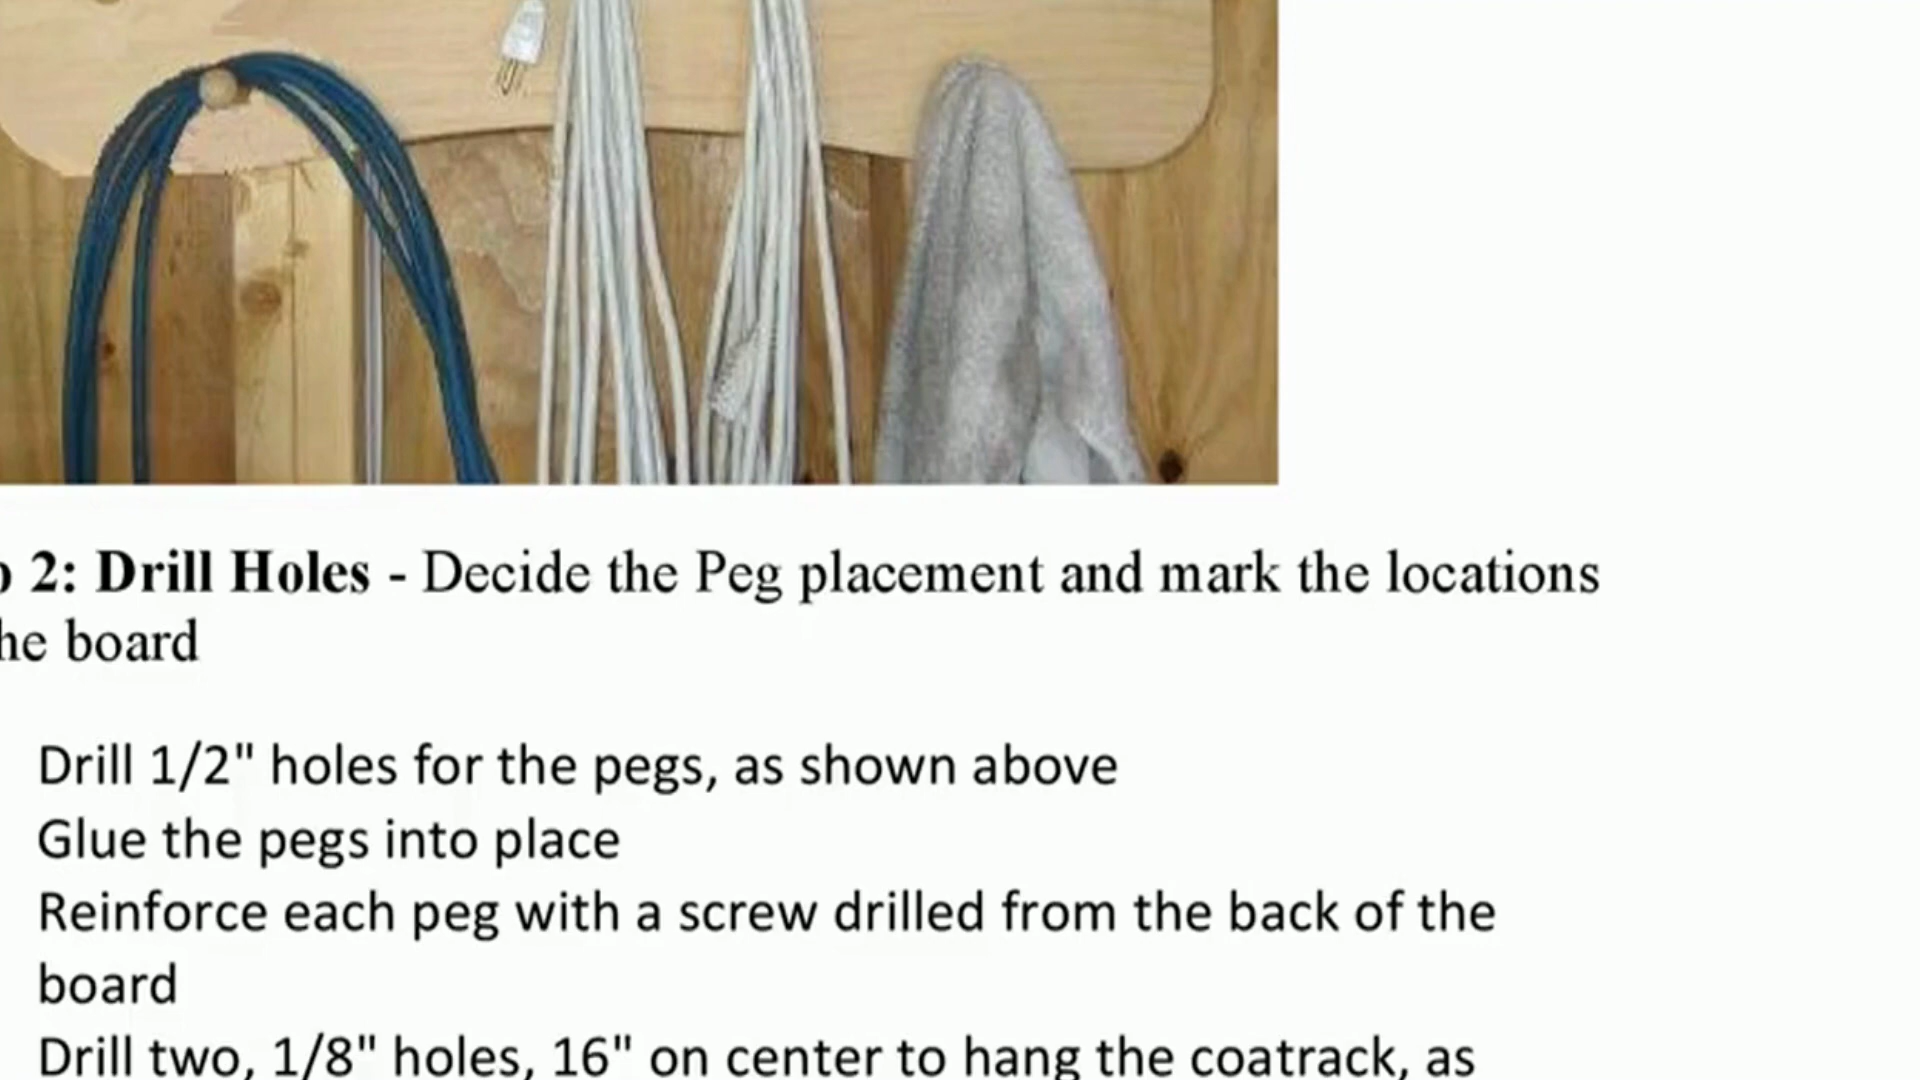 2: Drill Holes - Decide the Peg placement and mark the locations
he board
Drill 1/2" holes for the pegs, as shown above
Glue the pegs into place
Reinforce each peg with a screw drilled from the back of the
board
Drill two, 1/8" holes, 16" on center to hang the coatrack, as